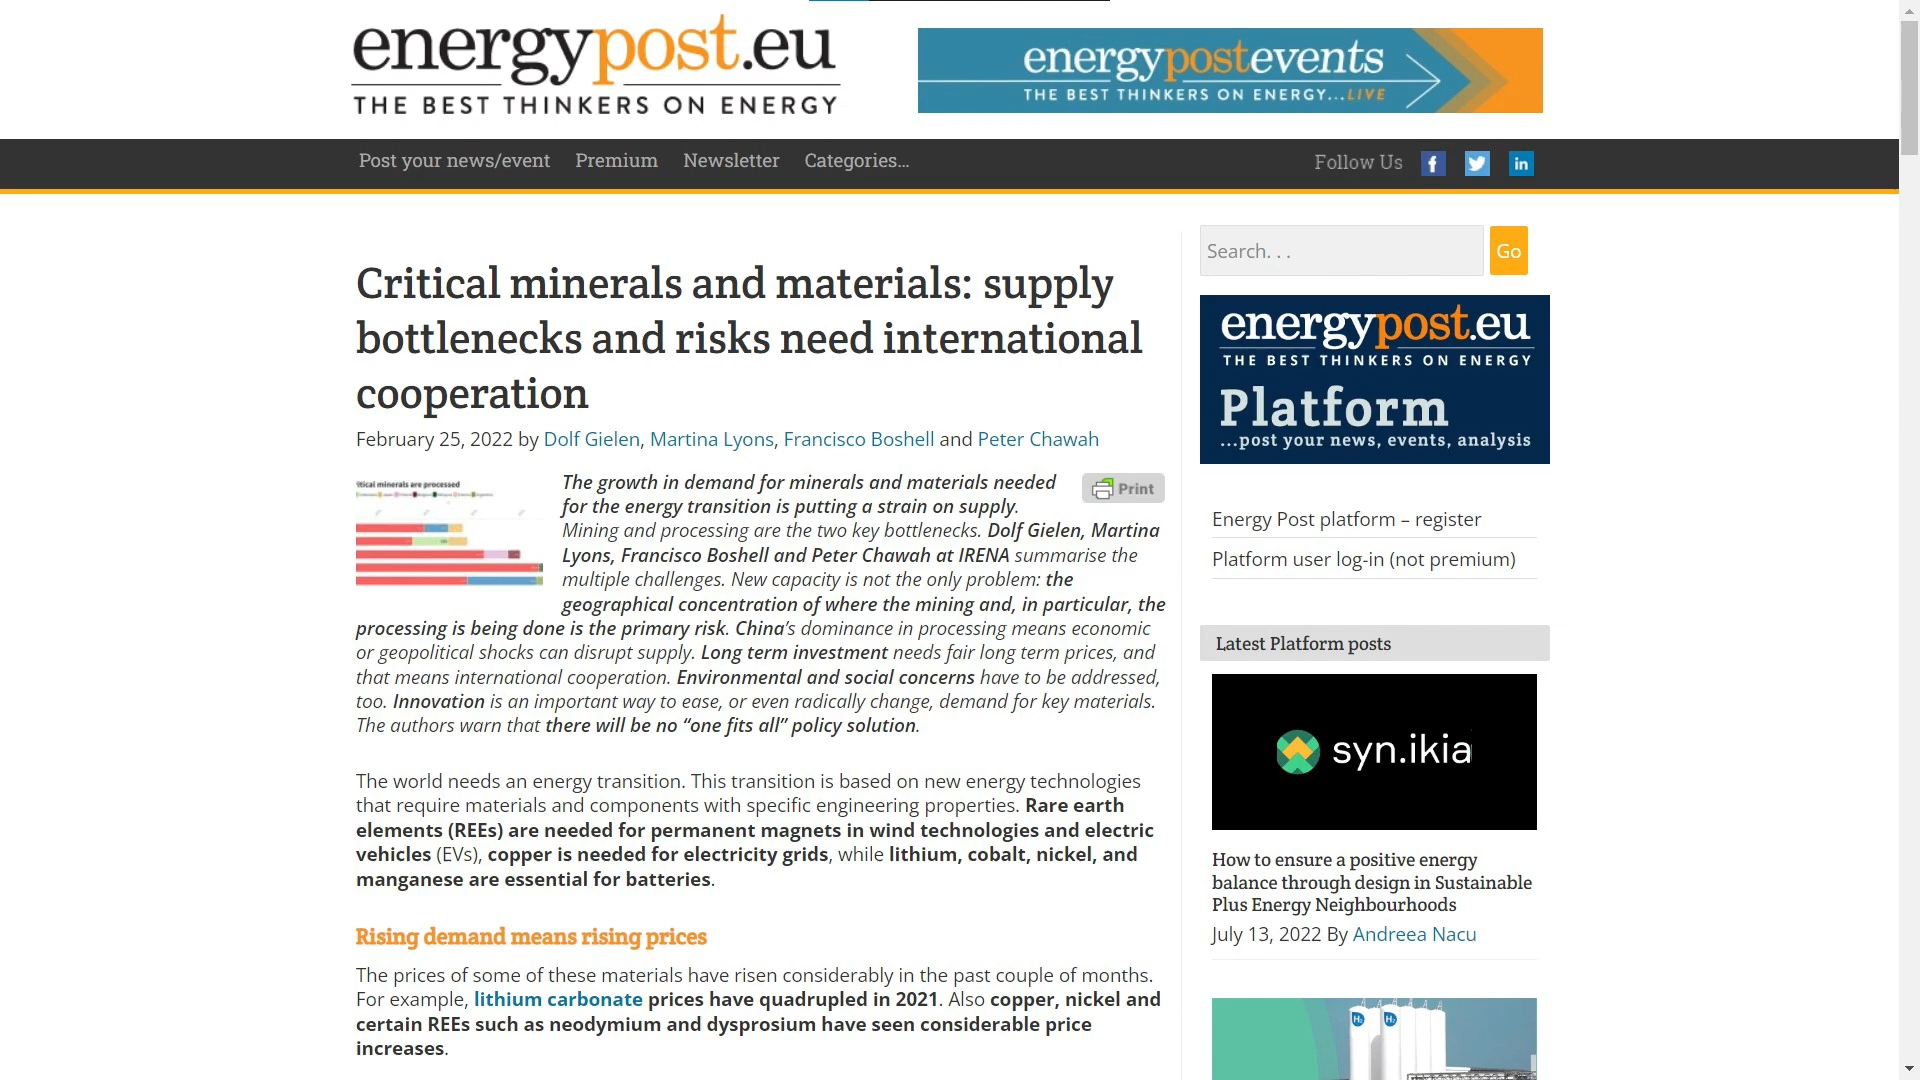 energypost.eu
THE BEST THINKERS ON ENERGY
energypostevents
THE BEST THINKERS ON ENERGY...LIVE
Post your news/event Premium Newsletter Categories...
Follow Us
Critical minerals and materials: supply
bottlenecks and risks need international
cooperation
February 25, 2022 by Dolf Gielen, Martina Lyons, Francisco Boshell and Peter Chawah
itical minerals are processed
Print
The growth in demand for minerals and materials needed
for the energy transition is putting a strain on supply.
Mining and processing are the two key bottlenecks. Dolf Gielen, Martina
Lyons, Francisco Boshell and Peter Chawah at IRENA summarise the
multiple challenges. New capacity is not the only problem: the
geographical concentration of where the mining and, in particular, the
processing is being done is the primary risk. China’s dominance in processing means economic
or geopolitical shocks can disrupt supply. Long term investment needs fair long term prices, and
that means international cooperation. Environmental and social concerns have to be addressed,
too. Innovation is an important way to ease, or even radically change, demand for key materials.
The authors warn that there will be no “one fits all” policy solution.
The world needs an energy transition. This transition is based on new energy technologies
that require materials and components with specific engineering properties. Rare earth
elements (REEs) are needed for permanent magnets in wind technologies and electric
vehicles (EVs), copper is needed for electricity grids, while lithium, cobalt, nickel, and
manganese are essential for batteries.
Rising demand means rising prices
The prices of some of these materials have risen considerably in the past couple of months.
For example, lithium carbonate prices have quadrupled in 2021. Also copper, nickel and
certain REEs such as neodymium and dysprosium have seen considerable price
increases.
Search. . .
Go
energypost.eu
THE BEST THINKERS ON ENERGY
Platform
...post your news, events, analysis
Energy Post platform – register
Platform user log-in (not premium)
Latest Platform posts
syn.ikia
How to ensure a positive energy
balance through design in Sustainable
Plus Energy Neighbourhoods
July 13, 2022 By Andreea Nacu
H2 H2